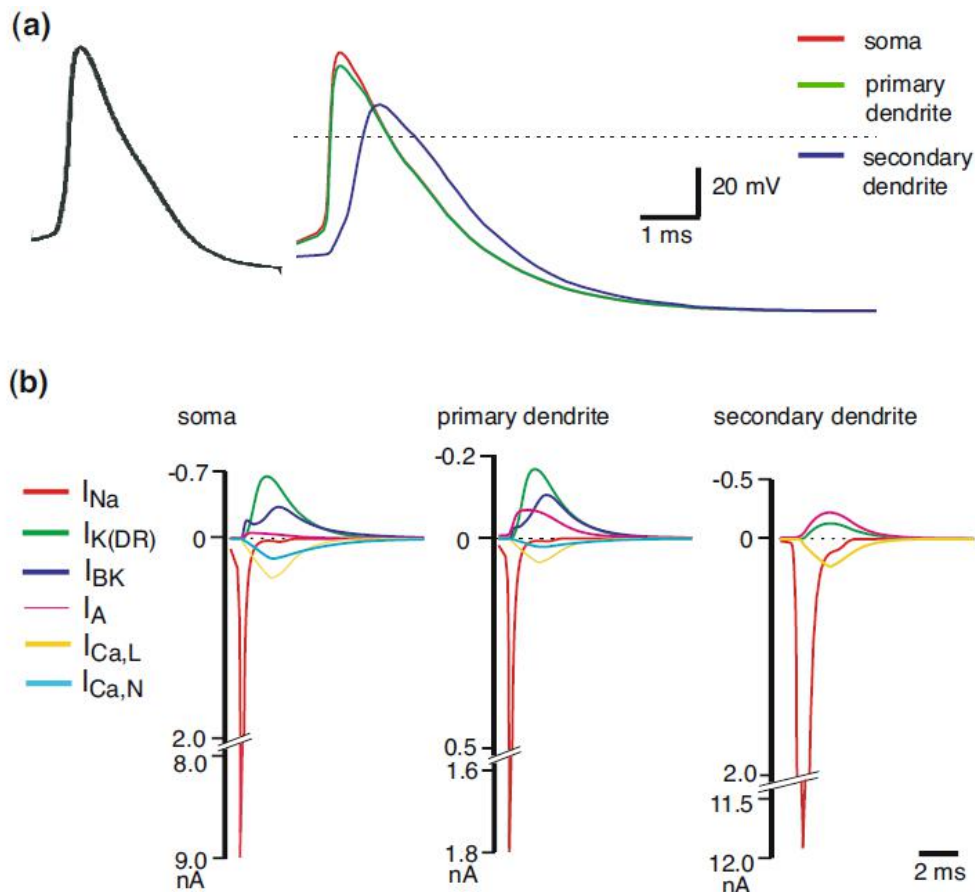 (a)
soma
primary
dendrite
secondary
dendrite
20 mV
1 ms
(b)
soma
primary dendrite
secondary dendrite
I_Na
I_K(DR)
I_BK
I_A
I_Ca,L
I_Ca,N
-0.7
0
2.0
8.0
9.0
nA
-0.2
0
0.5
1.6
1.8
nA
-0.5
0
2.0
11.5
12.0
nA
2 ms